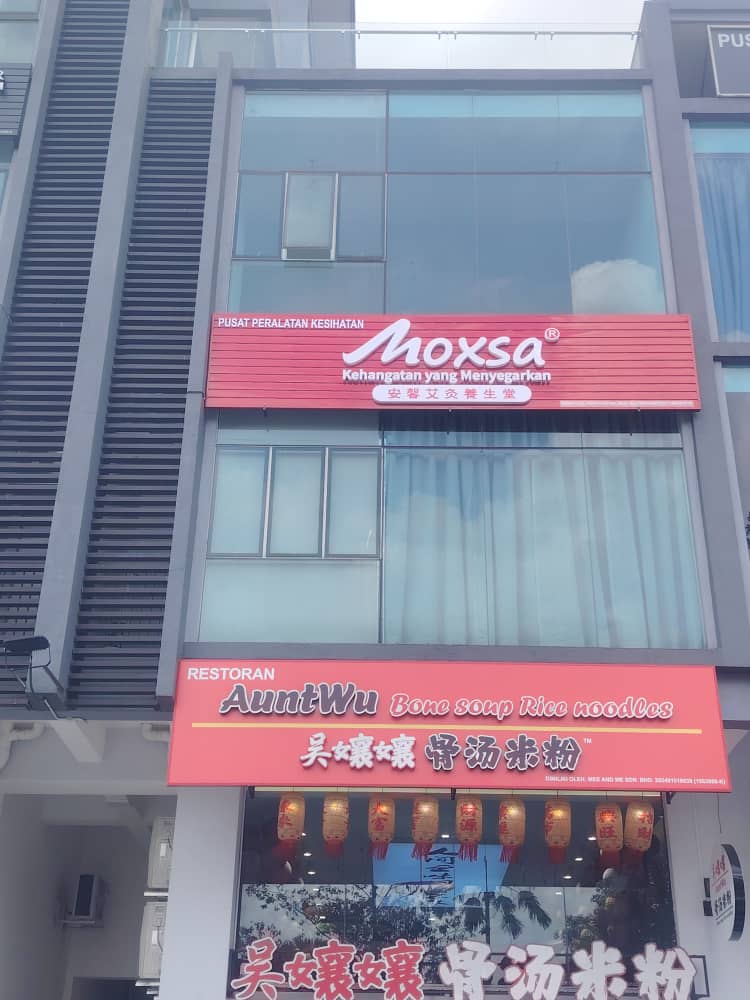 PUS
PUSAT PERALATAN KESIHATAN
Moxsa®
Kehangatan yang Menyegarkan
安馨艾灸養生堂
RESTORAN
AuntWu Bone soup Rice noodles
吴孃孃 骨汤米粉™
吴孃孃 骨汤米粉